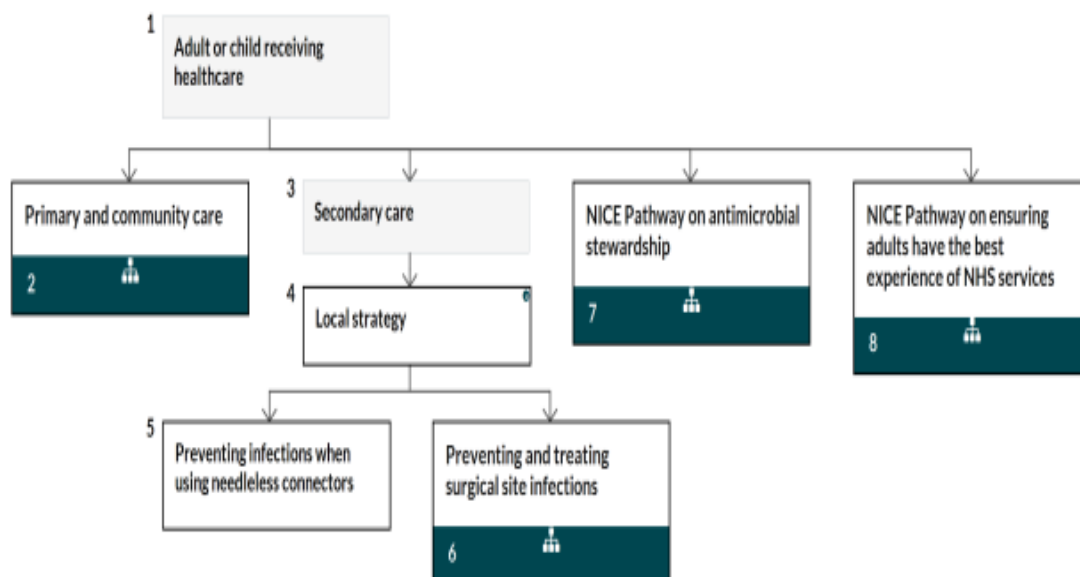 1
Adult or child receiving
healthcare
Primary and community care
2
3
Secondary care
4
Local strategy
NICE Pathway on antimicrobial
stewardship
7
NICE Pathway on ensuring
adults have the best
experience of NHS services
8
5
Preventing infections when
using needleless connectors
Preventing and treating
surgical site infections
6